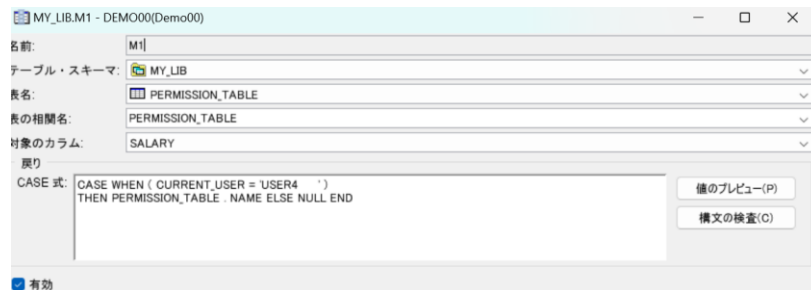 MY_LIB.M1 - DEMO00(Demo00)
名前: M1
テーブル・スキーマ: MY_LIB
表名: PERMISSION_TABLE
表の相関名: PERMISSION_TABLE
対象のカラム: SALARY
戻り
CASE 式: CASE WHEN ( CURRENT_USER = 'USER4      ' )
THEN PERMISSION_TABLE . NAME ELSE NULL END
値のプレビュー(P)
構文の検査(C)
有効